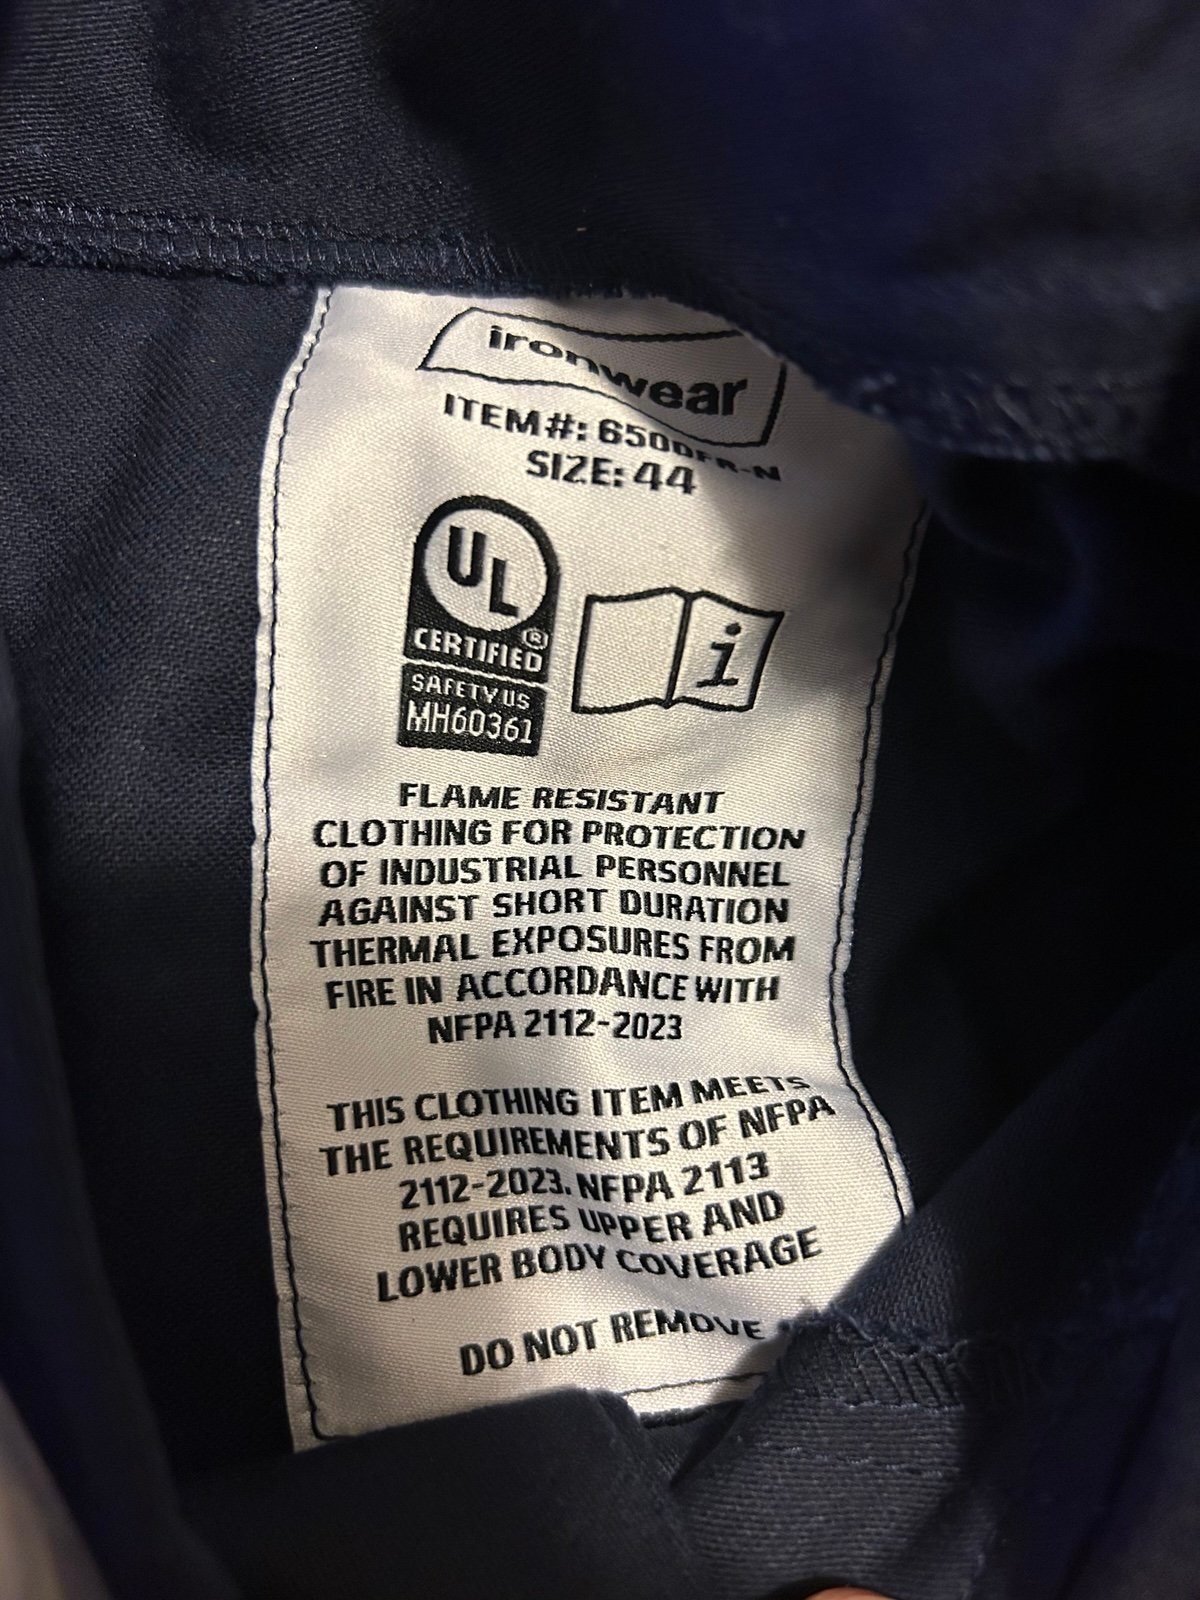 ironwear
ITEM#: 6500FR-N
SIZE: 44
UL
®
CERTIFIED
SAFETY US
MH60361
i
FLAME RESISTANT
CLOTHING FOR PROTECTION
OF INDUSTRIAL PERSONNEL
AGAINST SHORT DURATION
THERMAL EXPOSURES FROM
FIRE IN ACCORDANCE WITH
NFPA 2112-2023
THIS CLOTHING ITEM MEETS
THE REQUIREMENTS OF NFPA
2112-2023. NFPA 2113
REQUIRES UPPER AND
LOWER BODY COVERAGE
DO NOT REMOVE